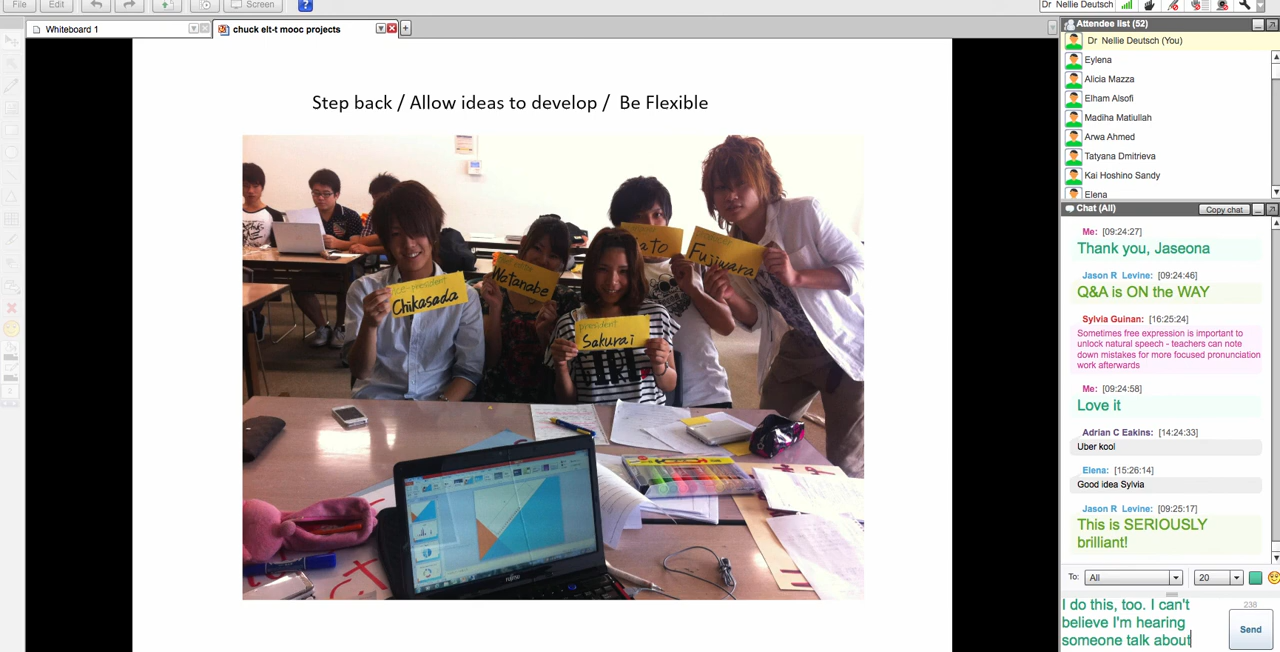 File
Edit
Screen
?
Dr Nellie Deutsch
Whiteboard 1
chuck elt-t mooc projects
Step back / Allow ideas to develop / Be Flexible
vice-president
Chikasada
Watanabe
president
Sakurai
ato
Fujiwara
FUJITSU
Attendee list (52)
Dr Nellie Deutsch (You)
Eylena
Alicia Mazza
Elham Alsofi
Madiha Matiullah
Arwa Ahmed
Tatyana Dmitrieva
Kai Hoshino Sandy
Elena
Chat (All)
Copy chat
Me: [09:24:27]
Thank you, Jaseona
Jason R Levine: [09:24:46]
Q&A is ON the WAY
Sylvia Guinan: [16:25:24]
Sometimes free expression is important to
unlock natural speech - teachers can note
down mistakes for more focused pronunciation
work afterwards
Me: [09:24:58]
Love it
Adrian C Eakins: [14:24:33]
Uber kool
Elena: [15:26:14]
Good idea Sylvia
Jason R Levine: [09:25:17]
This is SERIOUSLY
brilliant!
To: All 20
I do this, too. I can't
believe I'm hearing
someone talk about
238
Send